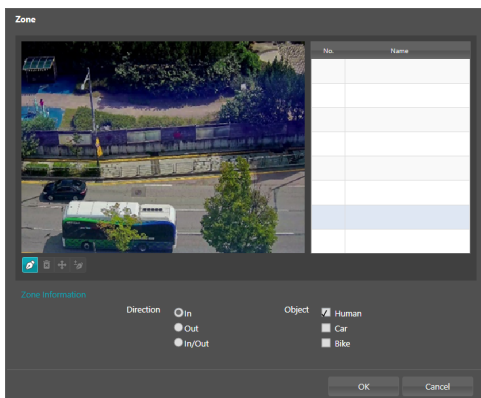 Zone
No. Name
Zone Information
Direction In Object Human
Out Car
In/Out Bike
OK Cancel